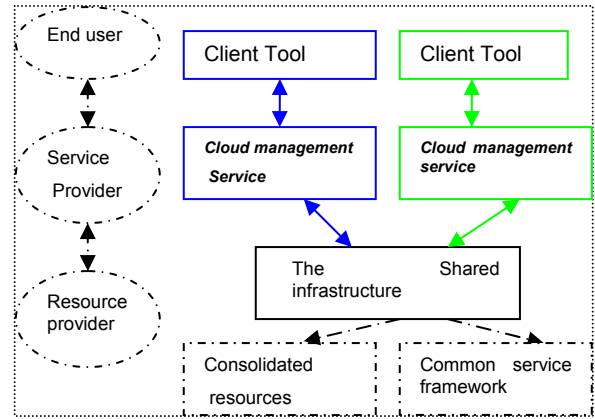 End user
Client Tool
Client Tool
Service
Provider
Cloud management
Service
Cloud management
service
Resource
provider
The Shared
infrastructure
Consolidated
resources
Common service
framework